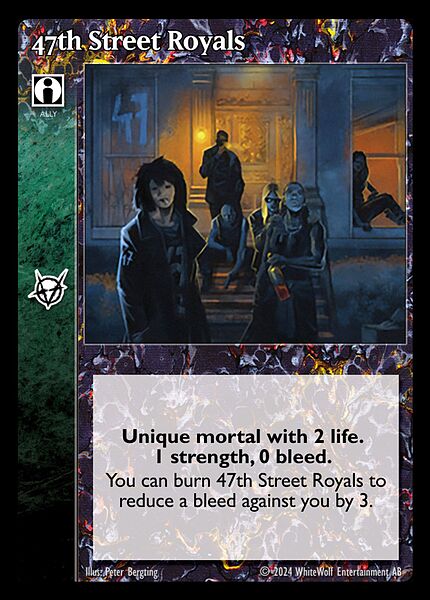 47th Street Royals
ALLY
47
Unique mortal with 2 life.
1 strength, 0 bleed.
You can burn 47th Street Royals to
reduce a bleed against you by 3.
Illus: Peter Bergting
© 2024 WhiteWolf Entertainment AB